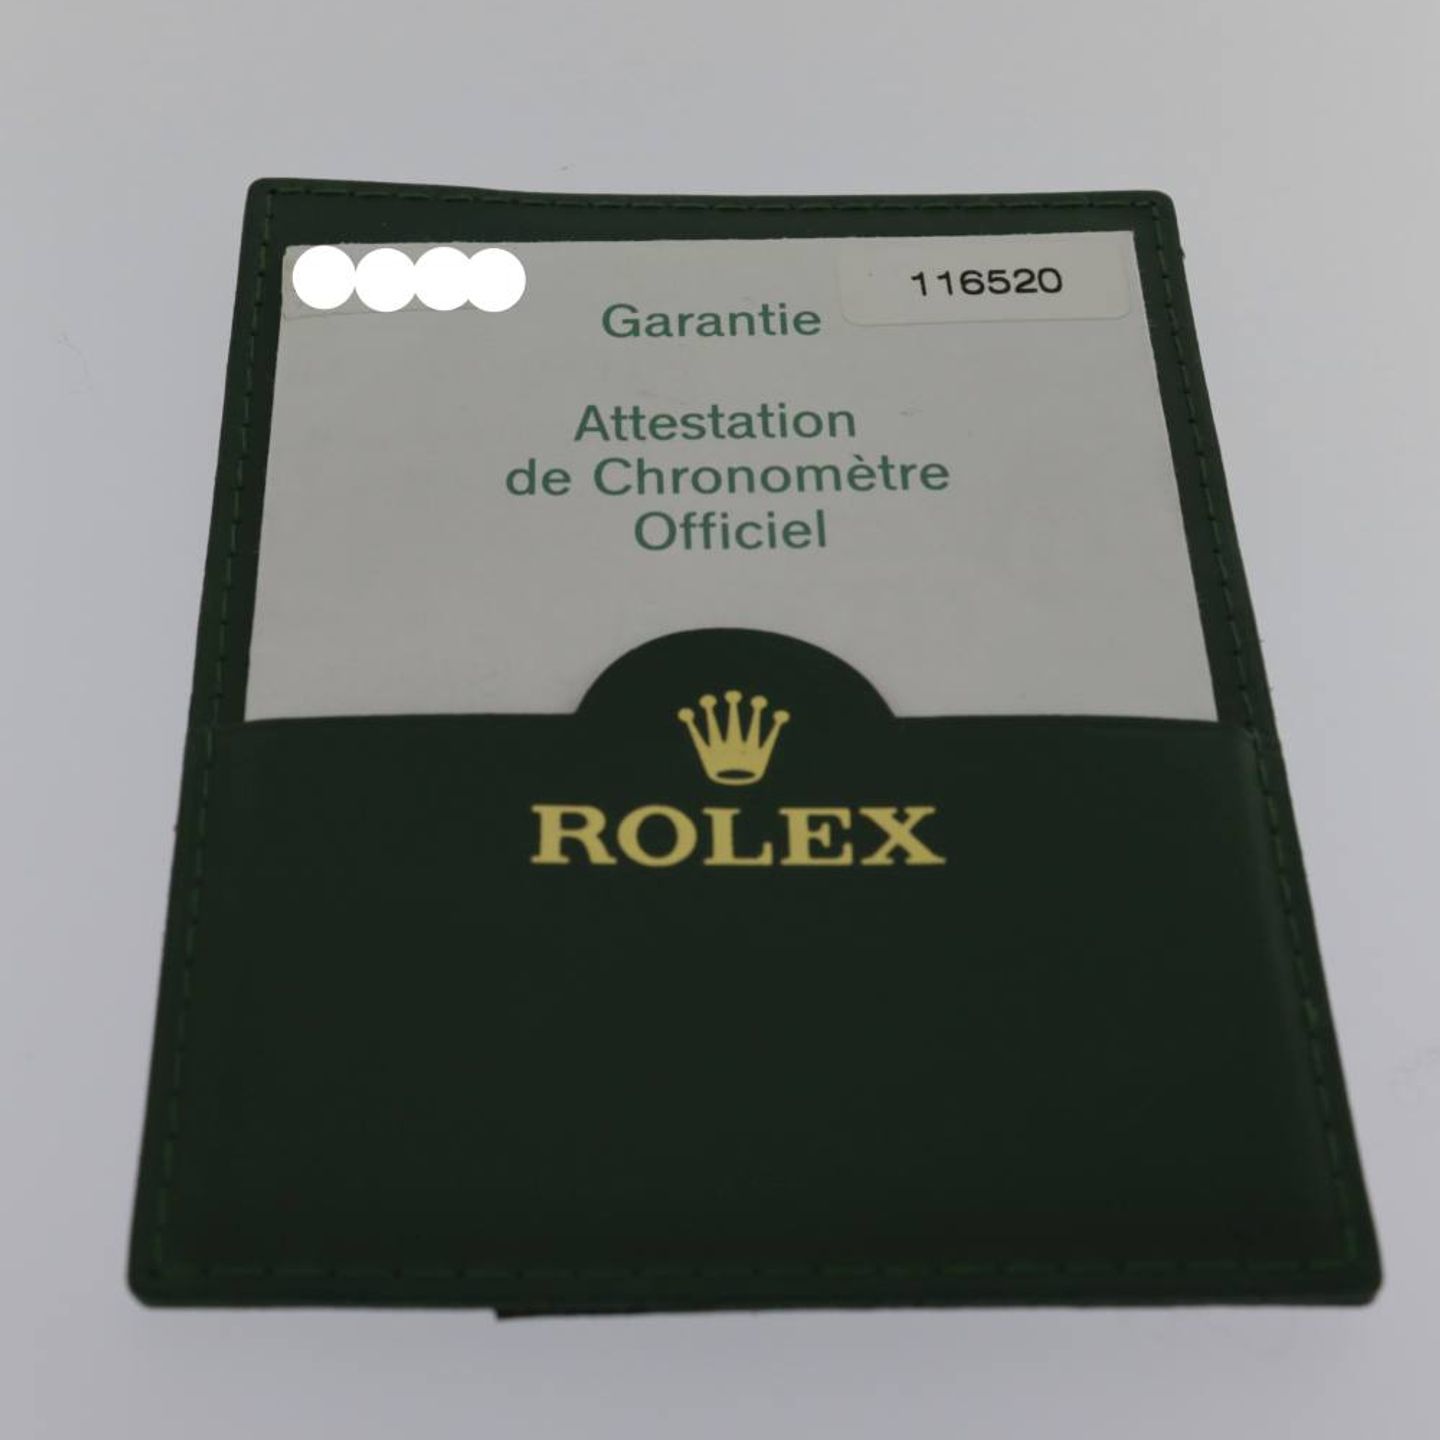 116520
Garantie
Attestation
de Chronomètre
Officiel
ROLEX